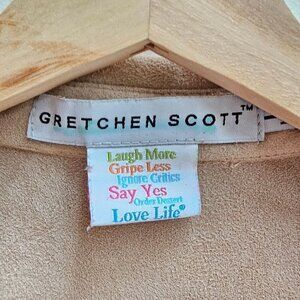 GRETCHEN SCOTT™
Laugh More
Gripe Less
Ignore Critics
Say Yes
Order Dessert
Love Life®